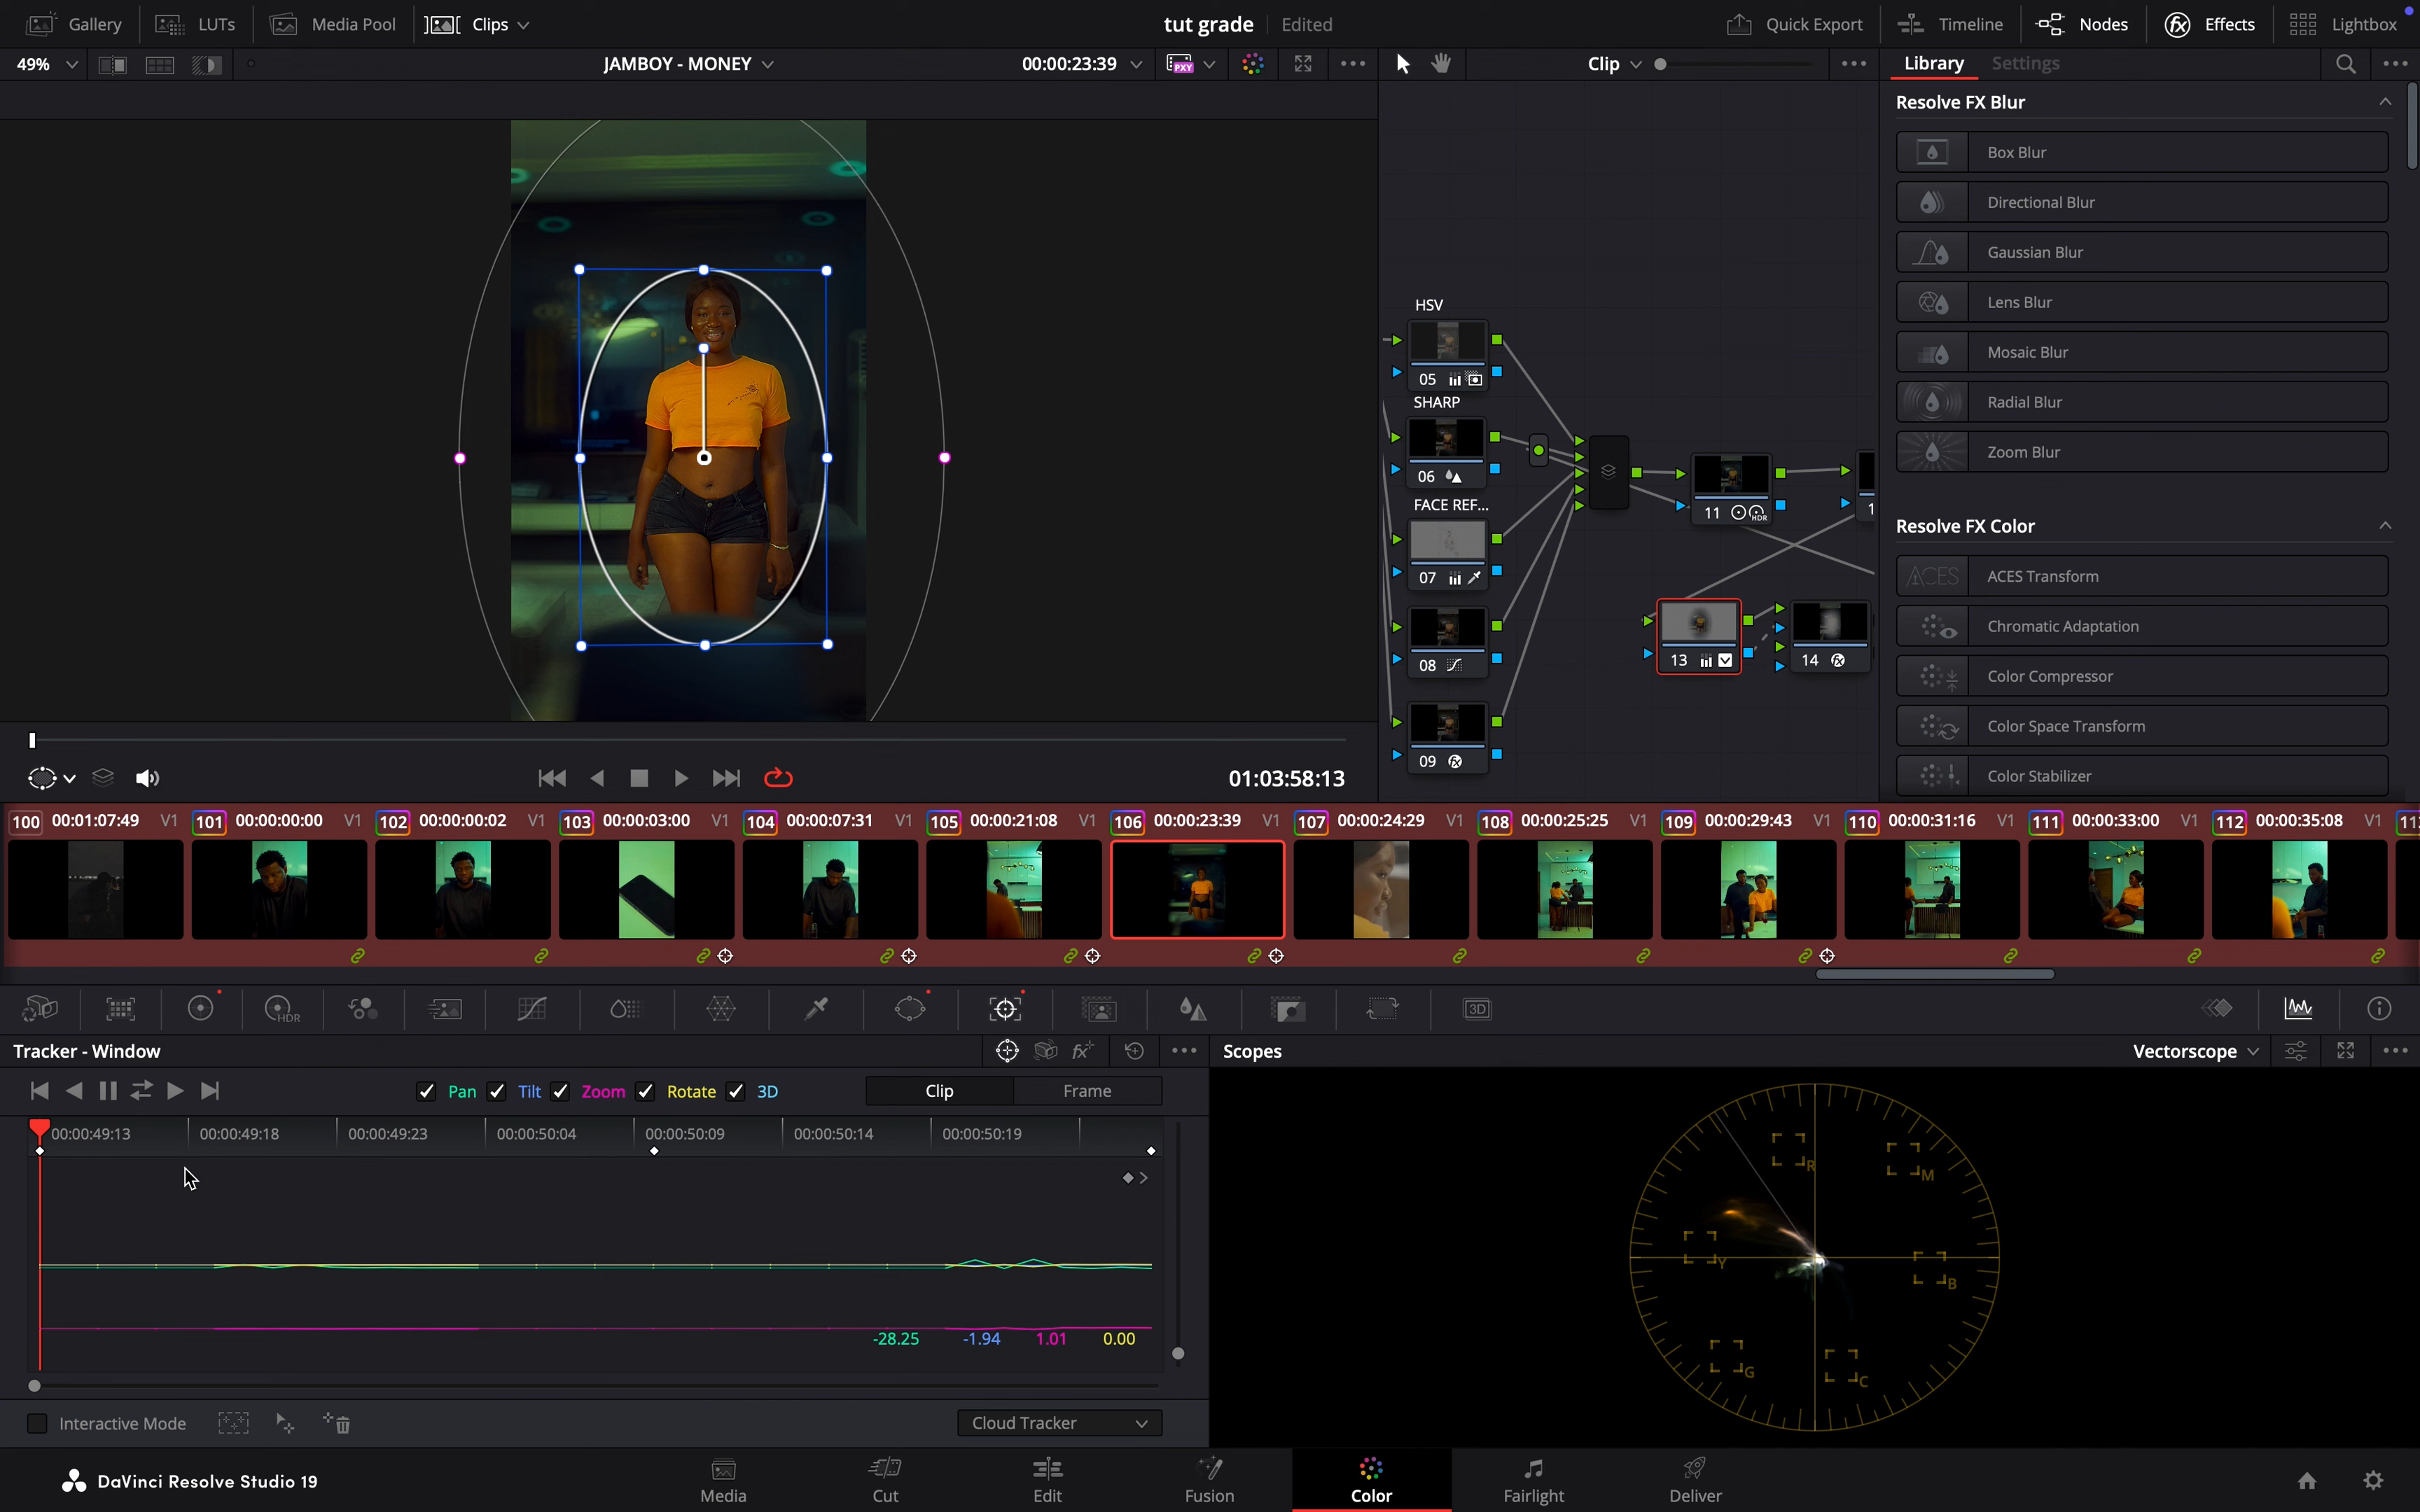 Gallery LUTs Media Pool Clips tut grade Edited Quick Export Timeline Nodes Effects Lightbox
49% JAMBOY - MONEY 00:00:23:39 PXY Clip Library Settings
Resolve FX Blur
Box Blur
Directional Blur
Gaussian Blur
Lens Blur
Mosaic Blur
Radial Blur
Zoom Blur
Resolve FX Color
ACES ACES Transform
Chromatic Adaptation
Color Compressor
Color Space Transform
Color Stabilizer
HSV
05
SHARP
06
FACE REF...
07
08
09
11 HDR
13
14
01:03:58:13
100 00:01:07:49 V1 101 00:00:00:00 V1 102 00:00:00:02 V1 103 00:00:03:00 V1 104 00:00:07:31 V1 105 00:00:21:08 V1 106 00:00:23:39 V1 107 00:00:24:29 V1 108 00:00:25:25 V1 109 00:00:29:43 V1 110 00:00:31:16 V1 111 00:00:33:00 V1 112 00:00:35:08 V1
HDR 3D
Tracker - Window Scopes Vectorscope
Pan Tilt Zoom Rotate 3D Clip Frame
00:00:49:13 00:00:49:18 00:00:49:23 00:00:50:04 00:00:50:09 00:00:50:14 00:00:50:19
-28.25 -1.94 1.01 0.00
R
M
Y
B
G
C
Interactive Mode Cloud Tracker
DaVinci Resolve Studio 19 Media Cut Edit Fusion Color Fairlight Deliver